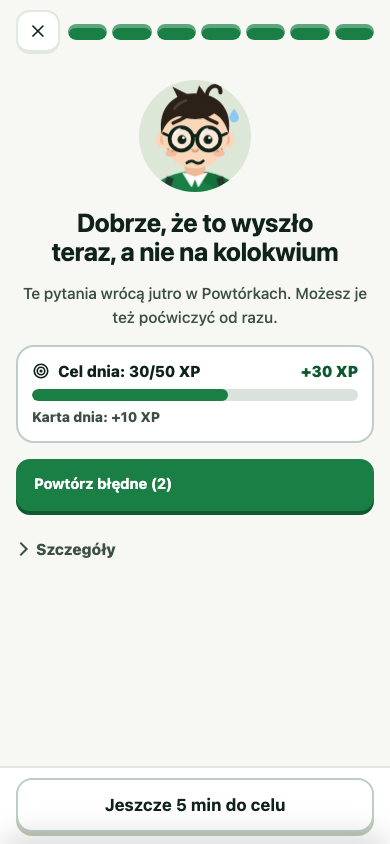 Dobrze, że to wyszło
teraz, a nie na kolokwium
Te pytania wrócą jutro w Powtórkach. Możesz je
też poćwiczyć od razu.
Cel dnia: 30/50 XP
+30 XP
Karta dnia: +10 XP
Powtórz błędne (2)
Szczegóły
Jeszcze 5 min do celu